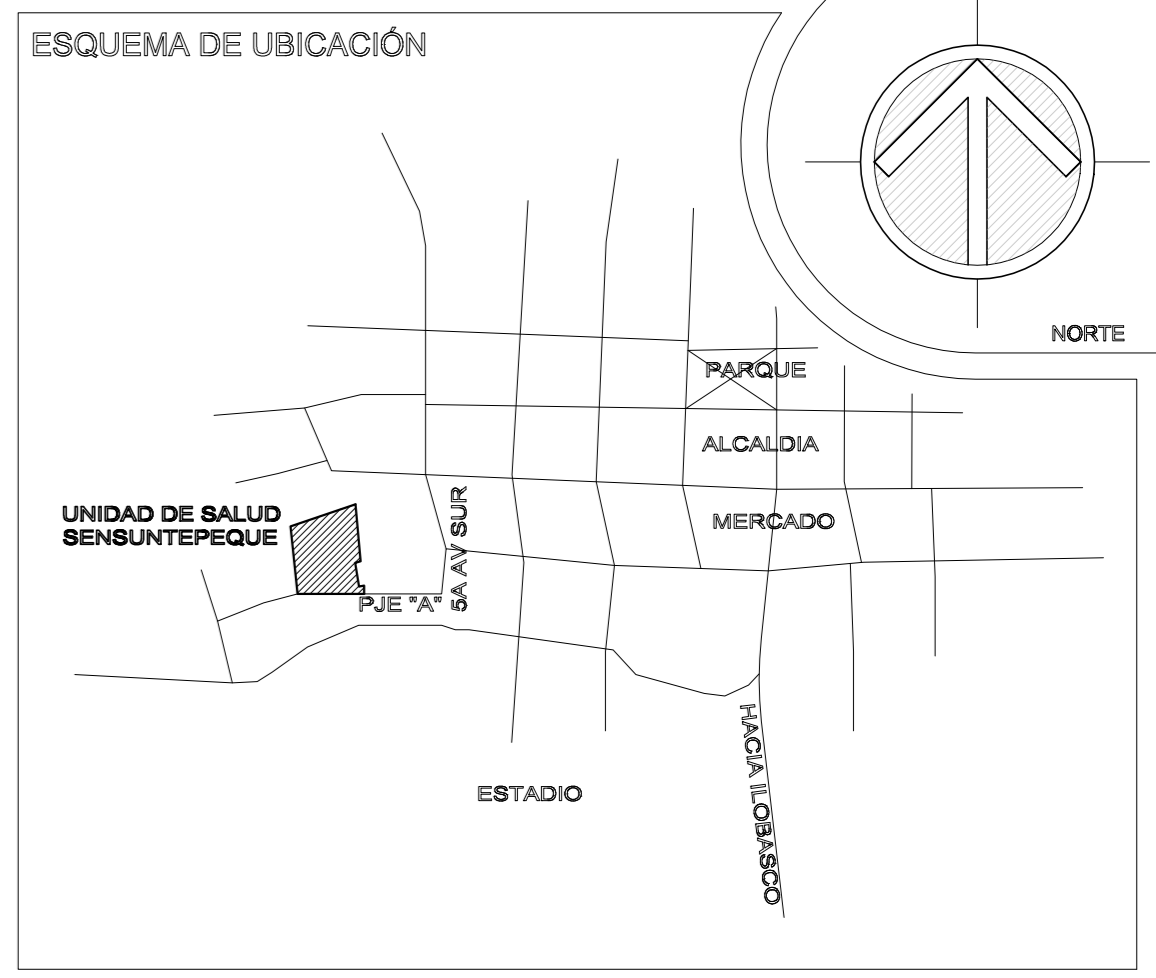 ESQUEMA DE UBICACIÓN
NORTE
PARQUE
ALCALDIA
MERCADO
UNIDAD DE SALUD
SENSUNTEPEQUE
5A AV SUR
PJE "A"
HACIA ILOBASCO
ESTADIO